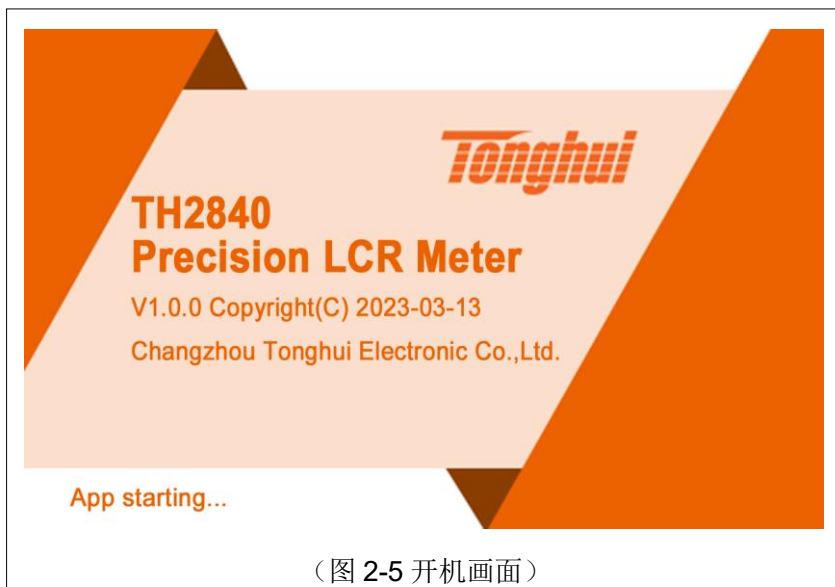 Tonghui
TH2840
Precision LCR Meter
V1.0.0 Copyright(C) 2023-03-13
Changzhou Tonghui Electronic Co.,Ltd.
App starting...
（图 2-5 开机画面）